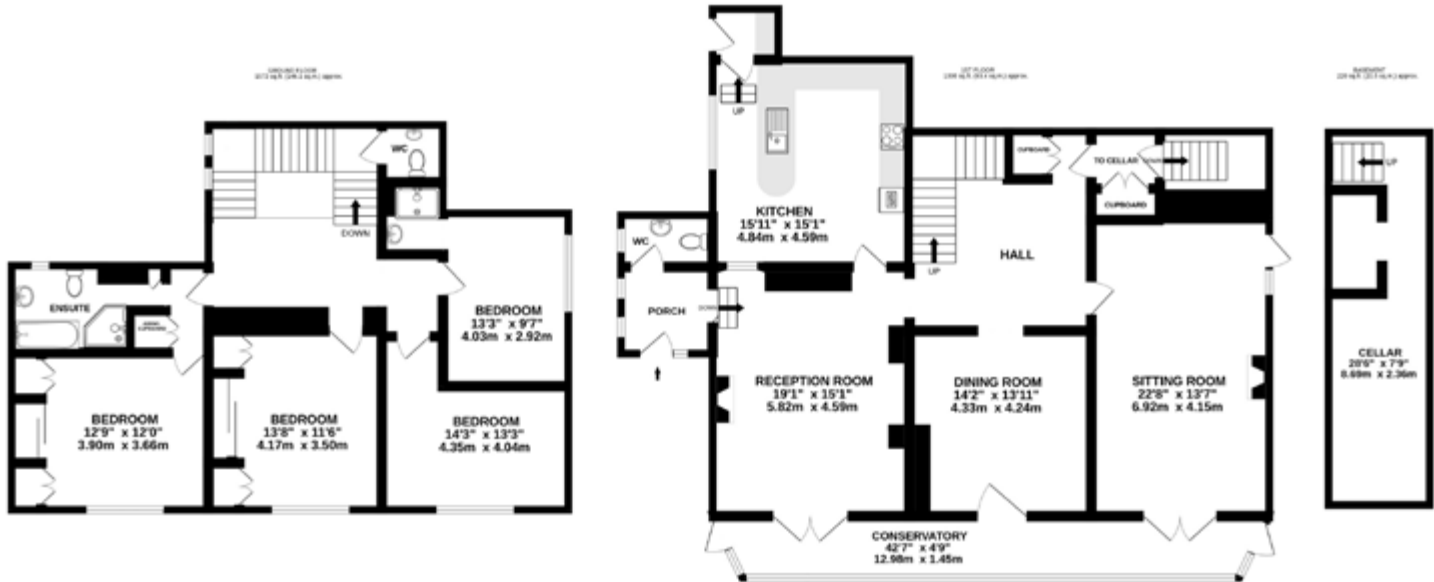 GROUND FLOOR
1ST FLOOR
BASEMENT
WC
DOWN
ENSUITE
BEDROOM
13'3" x 9'7"
4.03m x 2.92m
BEDROOM
12'9" x 12'0"
3.90m x 3.66m
BEDROOM
13'8" x 11'6"
4.17m x 3.50m
BEDROOM
14'3" x 13'3"
4.35m x 4.04m
UP
KITCHEN
15'11" x 15'1"
4.84m x 4.59m
WC
PORCH
DOWN
UP
HALL
CUPBOARD
TO CELLAR
DOWN
CUPBOARD
RECEPTION ROOM
19'1" x 15'1"
5.82m x 4.59m
DINING ROOM
14'2" x 13'11"
4.33m x 4.24m
SITTING ROOM
22'8" x 13'7"
6.92m x 4.15m
CONSERVATORY
42'7" x 4'9"
12.98m x 1.45m
UP
CELLAR
28'6" x 7'9"
8.69m x 2.36m